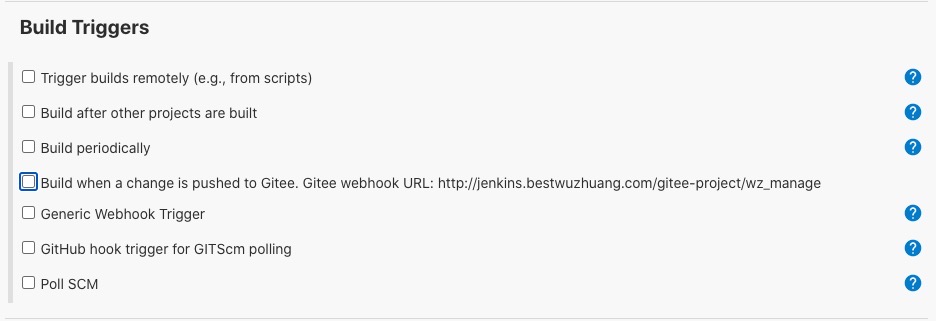 Build Triggers
Trigger builds remotely (e.g., from scripts)
?
Build after other projects are built
?
Build periodically
?
Build when a change is pushed to Gitee. Gitee webhook URL: http://jenkins.bestwuzhuang.com/gitee-project/wz_manage
Generic Webhook Trigger
?
GitHub hook trigger for GITScm polling
?
Poll SCM
?